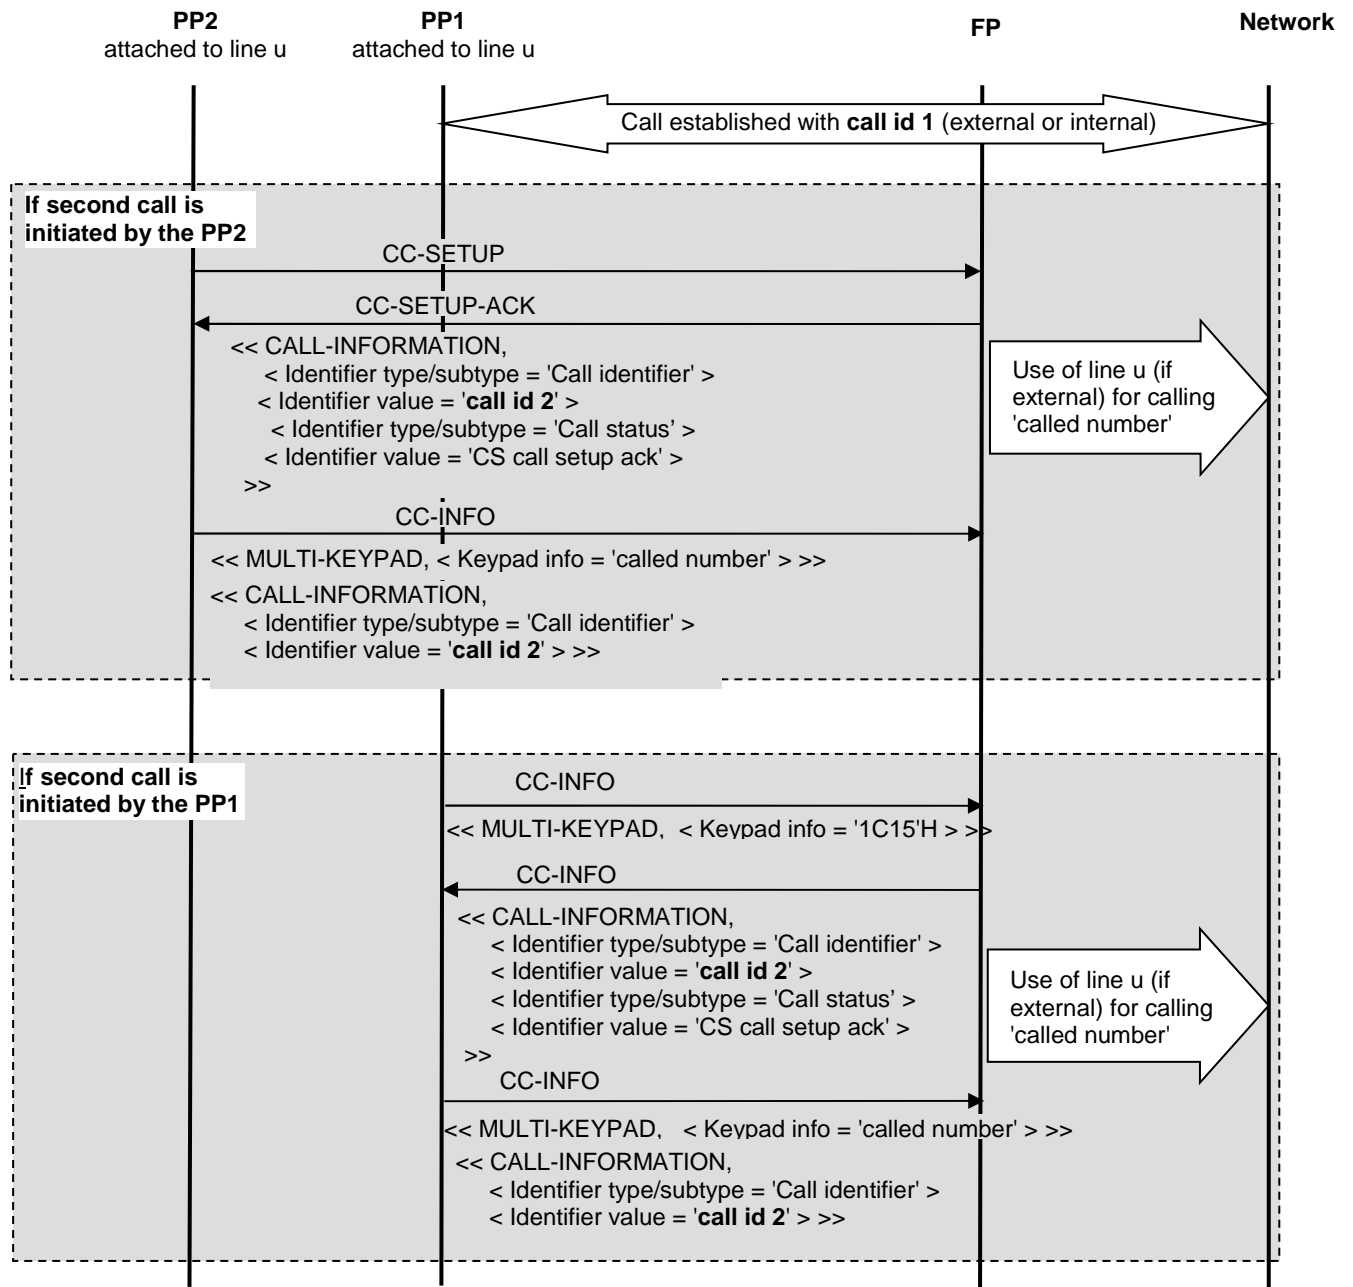 PP2
attached to line u
PP1
attached to line u
FP
Network
Call established with call id 1 (external or internal)
If second call is
initiated by the PP2
CC-SETUP
CC-SETUP-ACK
<< CALL-INFORMATION,
< Identifier type/subtype = 'Call identifier' >
< Identifier value = 'call id 2' >
< Identifier type/subtype = 'Call status’ >
< Identifier value = 'CS call setup ack' >
>>
Use of line u (if
external) for calling
'called number'
CC-INFO
<< MULTI-KEYPAD, < Keypad info = 'called number' > >>
<< CALL-INFORMATION,
< Identifier type/subtype = 'Call identifier' >
< Identifier value = 'call id 2' > >>
If second call is
initiated by the PP1
CC-INFO
<< MULTI-KEYPAD, < Keypad info = '1C15'H > >>
CC-INFO
<< CALL-INFORMATION,
< Identifier type/subtype = 'Call identifier' >
< Identifier value = 'call id 2' >
< Identifier type/subtype = 'Call status’ >
< Identifier value = 'CS call setup ack' >
>>
Use of line u (if
external) for calling
'called number'
CC-INFO
<< MULTI-KEYPAD, < Keypad info = 'called number' > >>
<< CALL-INFORMATION,
< Identifier type/subtype = 'Call identifier' >
< Identifier value = 'call id 2' > >>